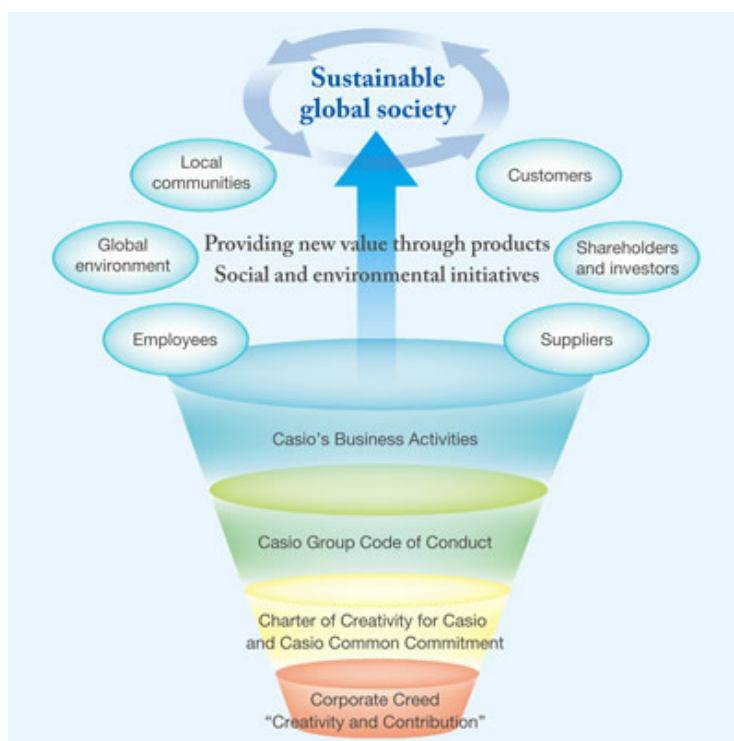 Sustainable
global society
Local
communities
Customers
Global
environment
Providing new value through products
Social and environmental initiatives
Shareholders
and investors
Employees
Suppliers
Casio's Business Activities
Casio Group Code of Conduct
Charter of Creativity for Casio
and Casio Common Commitment
Corporate Creed
"Creativity and Contribution"